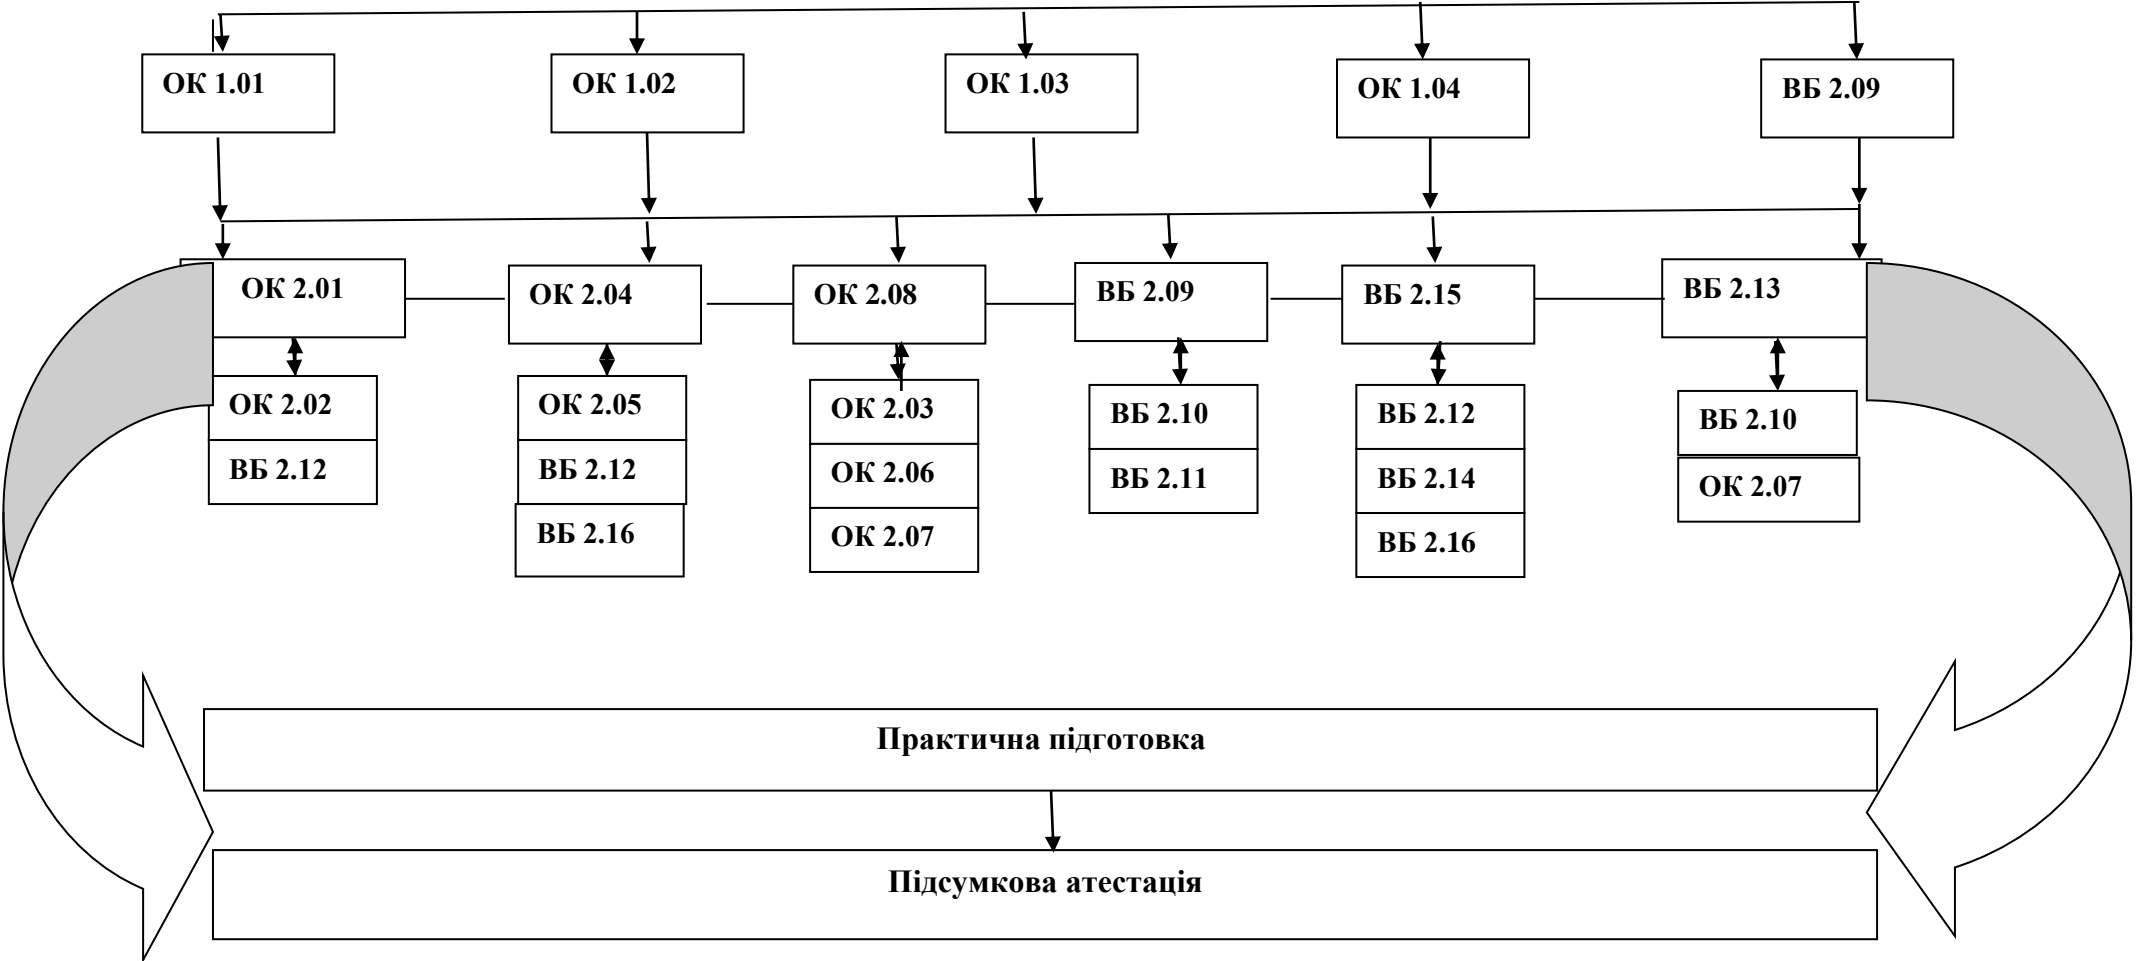 ОК 1.01
ОК 1.02
ОК 1.03
ОК 1.04
ВБ 2.09
ОК 2.01
ОК 2.04
ОК 2.08
ВБ 2.09
ВБ 2.15
ВБ 2.13
ОК 2.02
ВБ 2.12
ОК 2.05
ВБ 2.12
ВБ 2.16
ОК 2.03
ОК 2.06
ОК 2.07
ВБ 2.10
ВБ 2.11
ВБ 2.12
ВБ 2.14
ВБ 2.16
ВБ 2.10
ОК 2.07
Практична підготовка
Підсумкова атестація